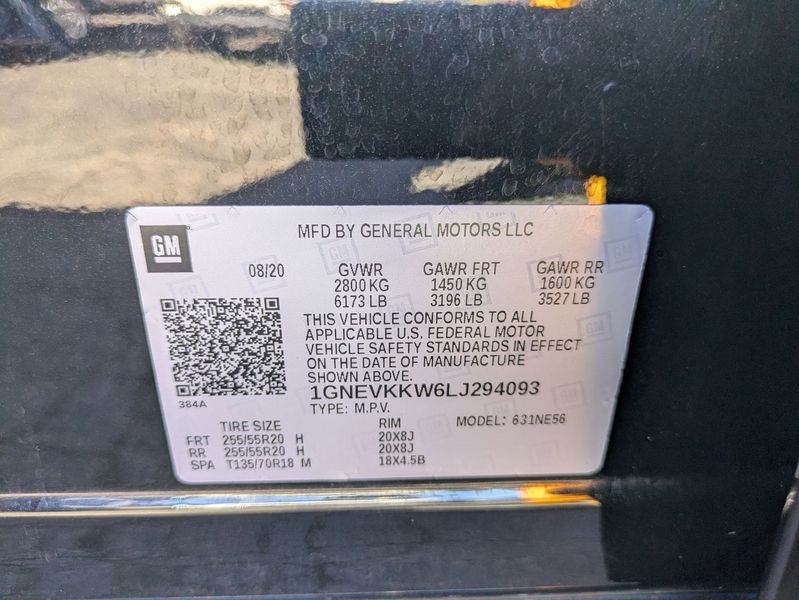 GM
MFD BY GENERAL MOTORS LLC
08/20 GVWR GAWR FRT GAWR RR
2800 KG 1450 KG 1600 KG
6173 LB 3196 LB 3527 LB
THIS VEHICLE CONFORMS TO ALL
APPLICABLE U.S. FEDERAL MOTOR
VEHICLE SAFETY STANDARDS IN EFFECT
ON THE DATE OF MANUFACTURE
SHOWN ABOVE.
384A
1GNEVKKW6LJ294093
TYPE: M.P.V. MODEL: 631NE56
TIRE SIZE RIM
FRT 255/55R20 H 20X8J
RR 255/55R20 H 20X8J
SPA T135/70R18 M 18X4.5B